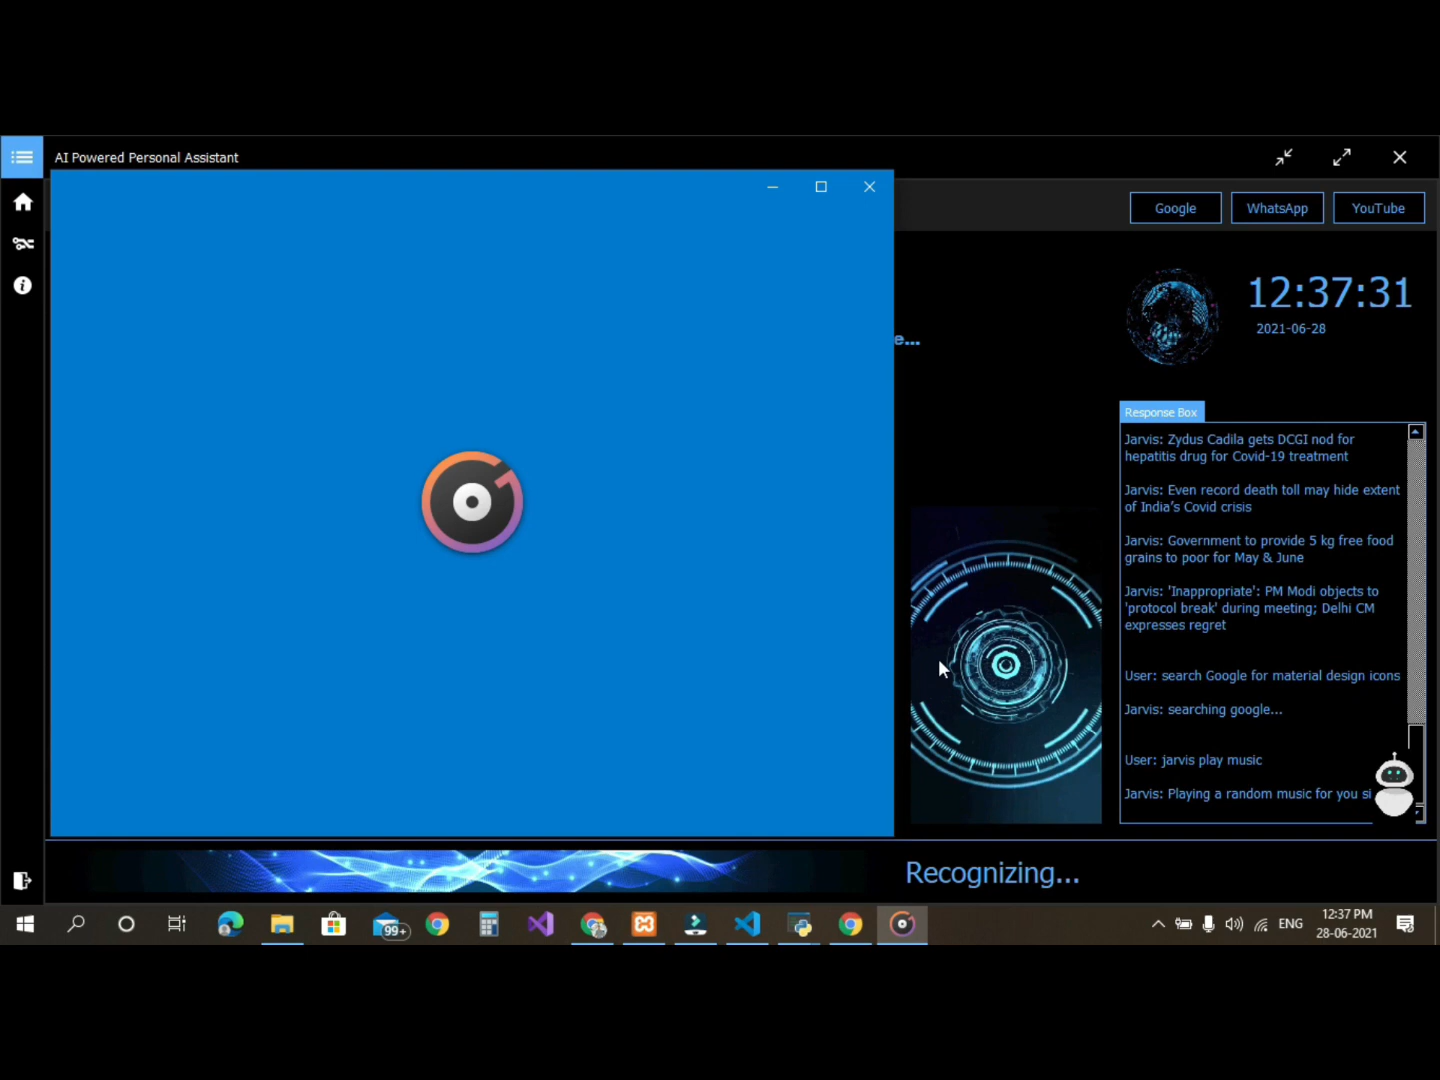 AI Powered Personal Assistant
Google
WhatsApp
YouTube
e...
12:37:31
2021-06-28
Response Box
Jarvis: Zydus Cadila gets DCGI nod for
hepatitis drug for Covid-19 treatment
Jarvis: Even record death toll may hide extent
of India's Covid crisis
Jarvis: Government to provide 5 kg free food
grains to poor for May & June
Jarvis: 'Inappropriate': PM Modi objects to
'protocol break' during meeting; Delhi CM
expresses regret
User: search Google for material design icons
Jarvis: searching google...
User: jarvis play music
Jarvis: Playing a random music for you si
Recognizing...
99+
ENG
12:37 PM
28-06-2021